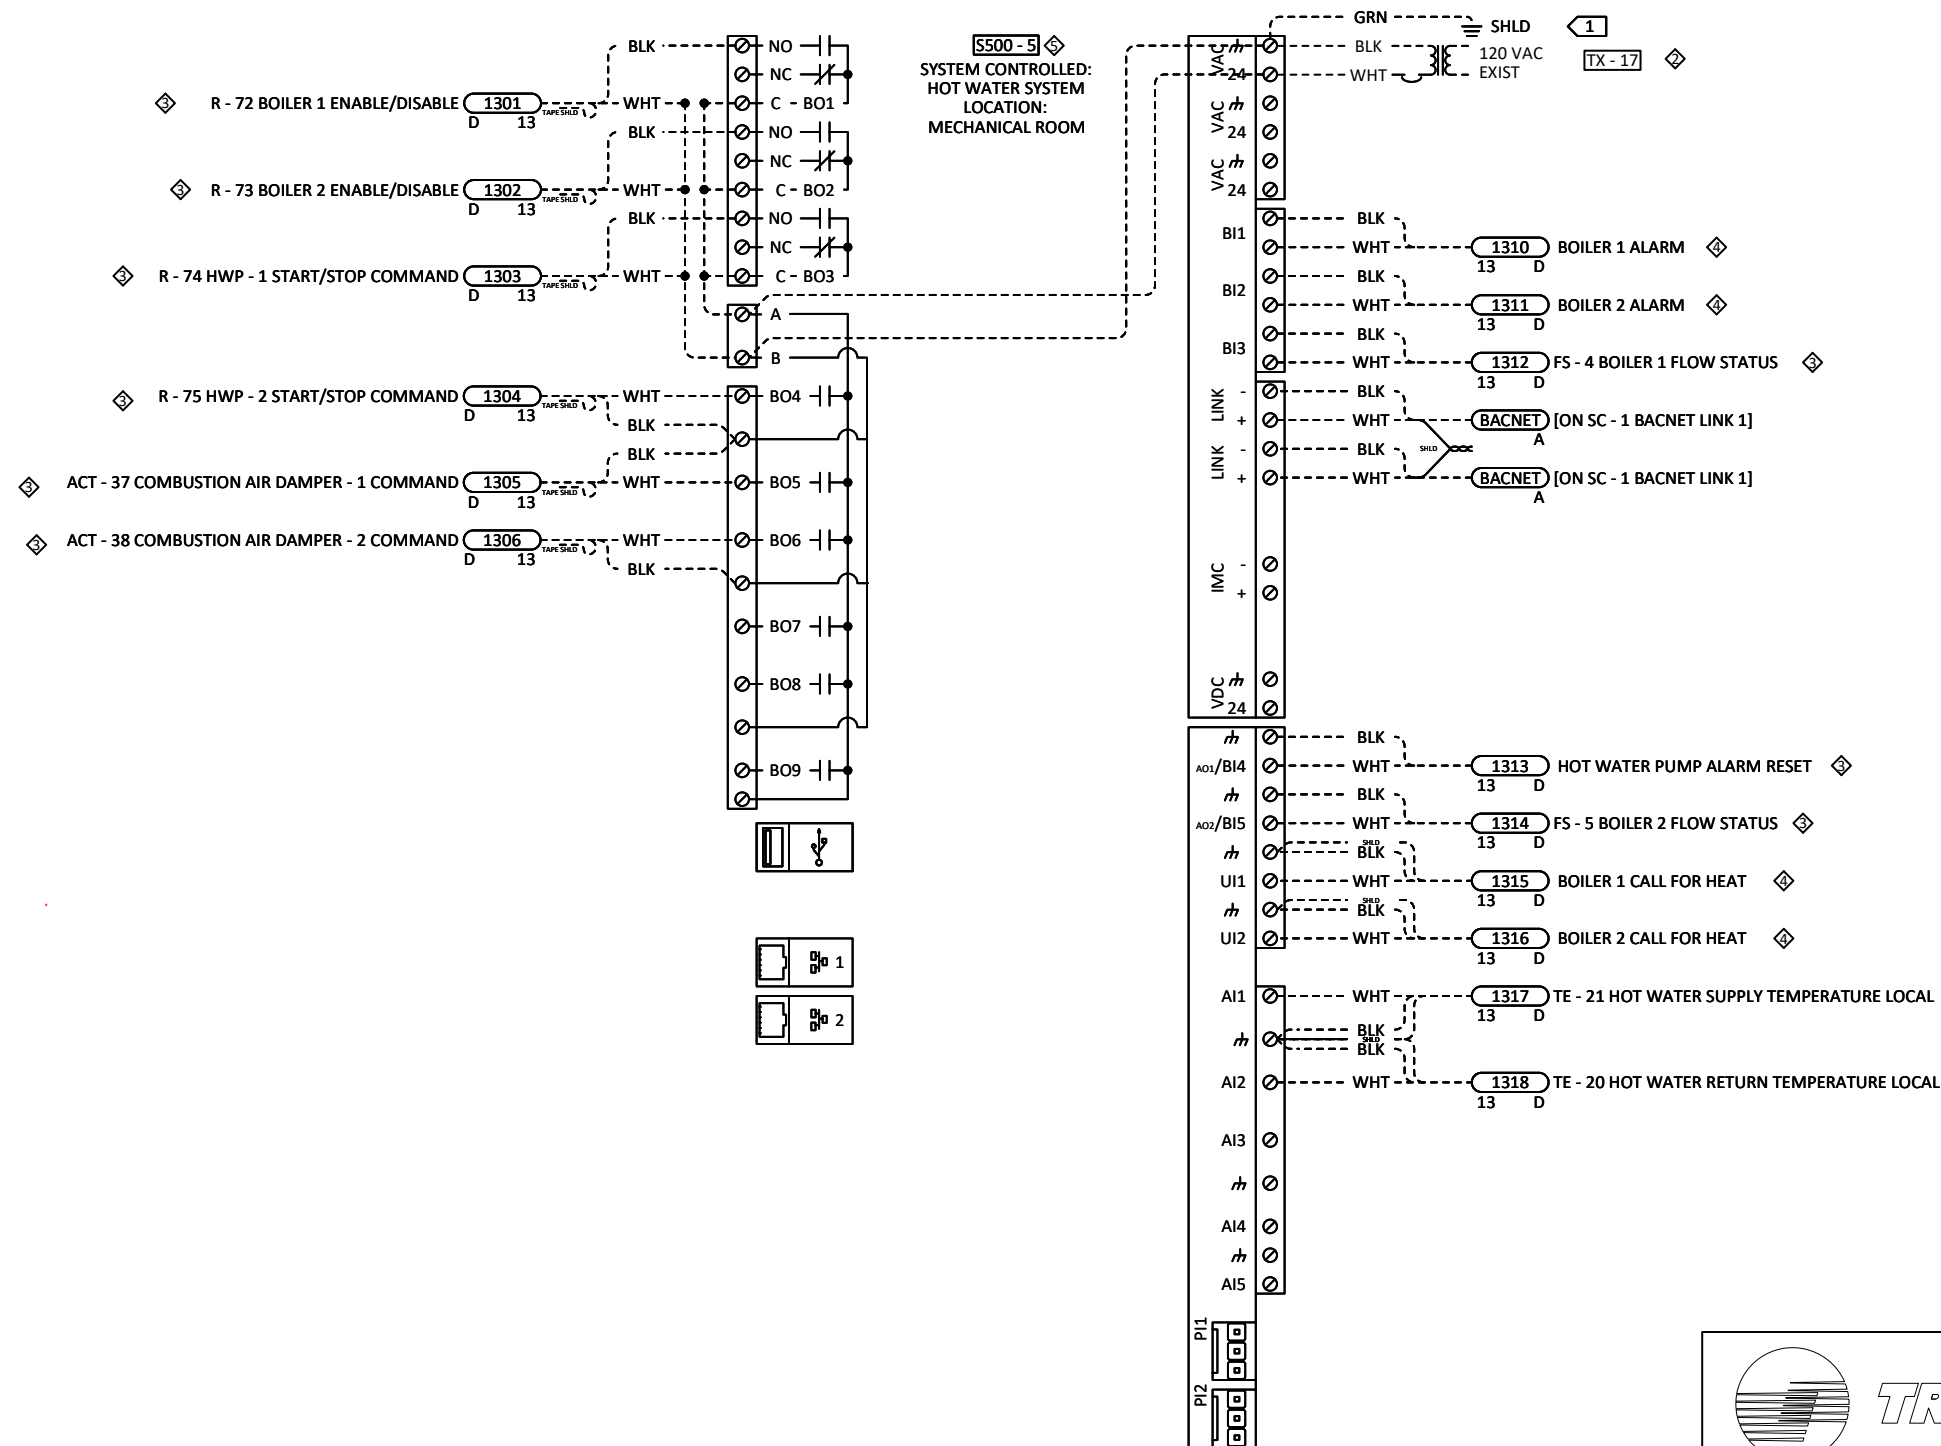 GRN
SHLD
1
BLK
NO
S500 - 5
5
VAC
BLK
120 VAC
TX - 17
2
NC
SYSTEM CONTROLLED:
24
WHT
EXIST
HOT WATER SYSTEM
3
R - 72 BOILER 1 ENABLE/DISABLE
1301
TAPE SHLD
WHT
C - BO1
LOCATION:
VAC
D
13
BLK
NO
MECHANICAL ROOM
24
NC
VAC
3
R - 73 BOILER 2 ENABLE/DISABLE
1302
TAPE SHLD
WHT
C - BO2
24
D
13
BLK
NO
BLK
BI1
NC
WHT
1310
BOILER 1 ALARM
4
13
D
3
R - 74 HWP - 1 START/STOP COMMAND
1303
TAPE SHLD
WHT
C - BO3
BLK
D
13
BI2
WHT
1311
BOILER 2 ALARM
4
13
D
A
BLK
BI3
B
WHT
1312
FS - 4 BOILER 1 FLOW STATUS
3
13
D
3
R - 75 HWP - 2 START/STOP COMMAND
1304
TAPE SHLD
WHT
BO4
LINK
-
BLK
D
13
BLK
+
WHT
BACNET
[ON SC - 1 BACNET LINK 1]
A
BLK
LINK
-
BLK
SHLD
3
ACT - 37 COMBUSTION AIR DAMPER - 1 COMMAND
1305
TAPE SHLD
WHT
BO5
+
WHT
BACNET
[ON SC - 1 BACNET LINK 1]
D
13
A
3
ACT - 38 COMBUSTION AIR DAMPER - 2 COMMAND
1306
TAPE SHLD
WHT
BO6
D
13
BLK
IMC
-
+
BO7
BO8
VDC
24
BLK
BO9
AO1/BI4
WHT
1313
HOT WATER PUMP ALARM RESET
3
13
D
BLK
AO2/BI5
WHT
1314
FS - 5 BOILER 2 FLOW STATUS
3
13
D
SHLD
BLK
UI1
WHT
1315
BOILER 1 CALL FOR HEAT
4
13
D
SHLD
BLK
UI2
WHT
1316
BOILER 2 CALL FOR HEAT
4
13
D
1
AI1
WHT
1317
TE - 21 HOT WATER SUPPLY TEMPERATURE LOCAL
13
D
2
BLK
SHLD
BLK
AI2
WHT
1318
TE - 20 HOT WATER RETURN TEMPERATURE LOCAL
13
D
AI3
AI4
AI5
PI1
PI2
TR